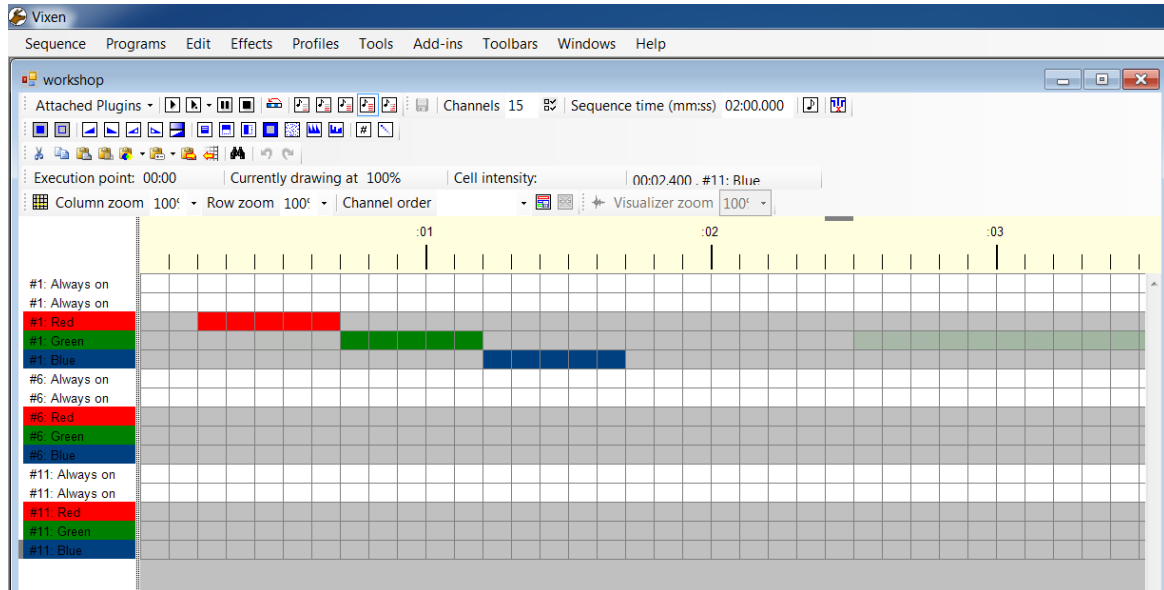 Vixen
Sequence Programs Edit Effects Profiles Tools Add-ins Toolbars Windows Help
workshop
Attached Plugins Channels 15 Sequence time (mm:ss) 02:00.000
#
Execution point: 00:00 Currently drawing at 100% Cell intensity: 00:02.400 , #11: Blue
Column zoom 100% Row zoom 100% Channel order Visualizer zoom 100%
:01 :02 :03
#1: Always on
#1: Always on
#1: Red
#1: Green
#1: Blue
#6: Always on
#6: Always on
#6: Red
#6: Green
#6: Blue
#11: Always on
#11: Always on
#11: Red
#11: Green
#11: Blue